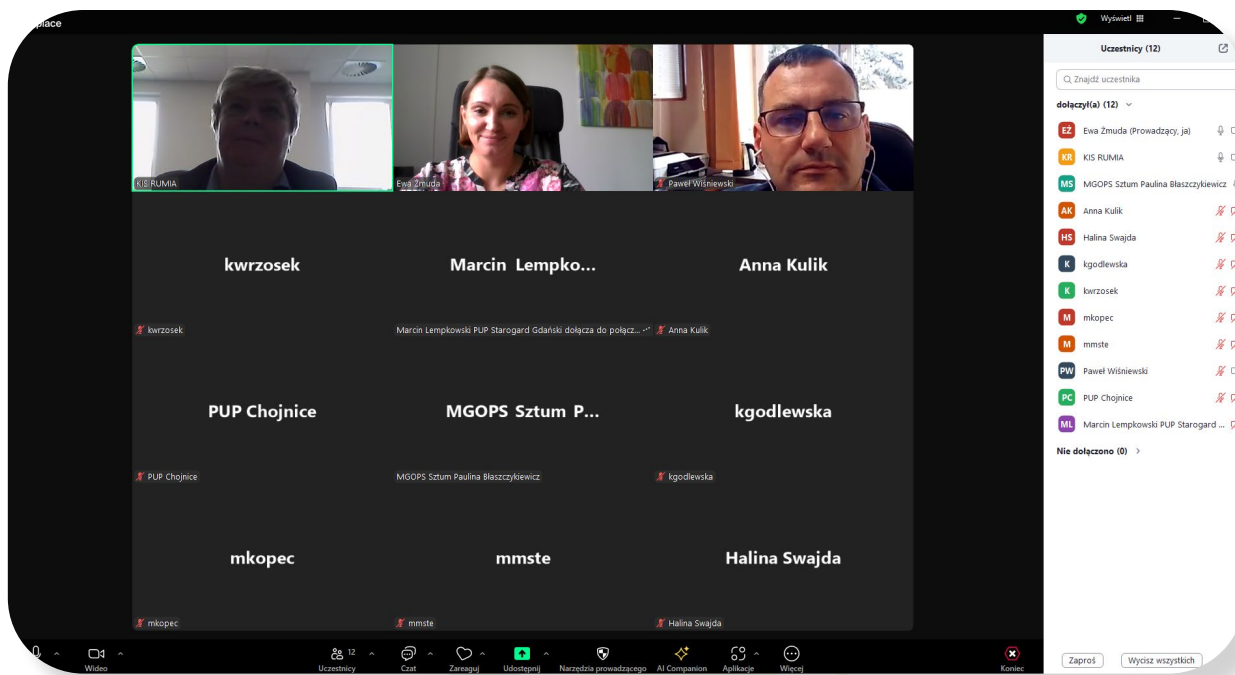 place
Wyświetl
KIS RUMIA
Ewa Żmuda
Paweł Wiśniewski
kwrzosek
Marcin Lempko...
Anna Kulik
kwrzosek
Marcin Lempkowski PUP Starogard Gdański dołącza do połącz...
Anna Kulik
PUP Chojnice
MGOPS Sztum P...
kgodlewska
PUP Chojnice
MGOPS Sztum Paulina Błaszczykiewicz
kgodlewska
mkopec
mmste
Halina Swajda
mkopec
mmste
Halina Swajda
Wideo
12
Uczestnicy
Czat
Zareaguj
Udostępnij
Narzędzia prowadzącego
AI Companion
Aplikacje
Więcej
Koniec
Uczestnicy (12)
Znajdź uczestnika
dołączył(a) (12)
EŻ Ewa Żmuda (Prowadzący, ja)
KR KIS RUMIA
MS MGOPS Sztum Paulina Błaszczykiewicz
AK Anna Kulik
HS Halina Swajda
K kgodlewska
K kwrzosek
M mkopec
M mmste
PW Paweł Wiśniewski
PC PUP Chojnice
ML Marcin Lempkowski PUP Starogard ...
Nie dołączono (0)
Zaproś
Wycisz wszystkich